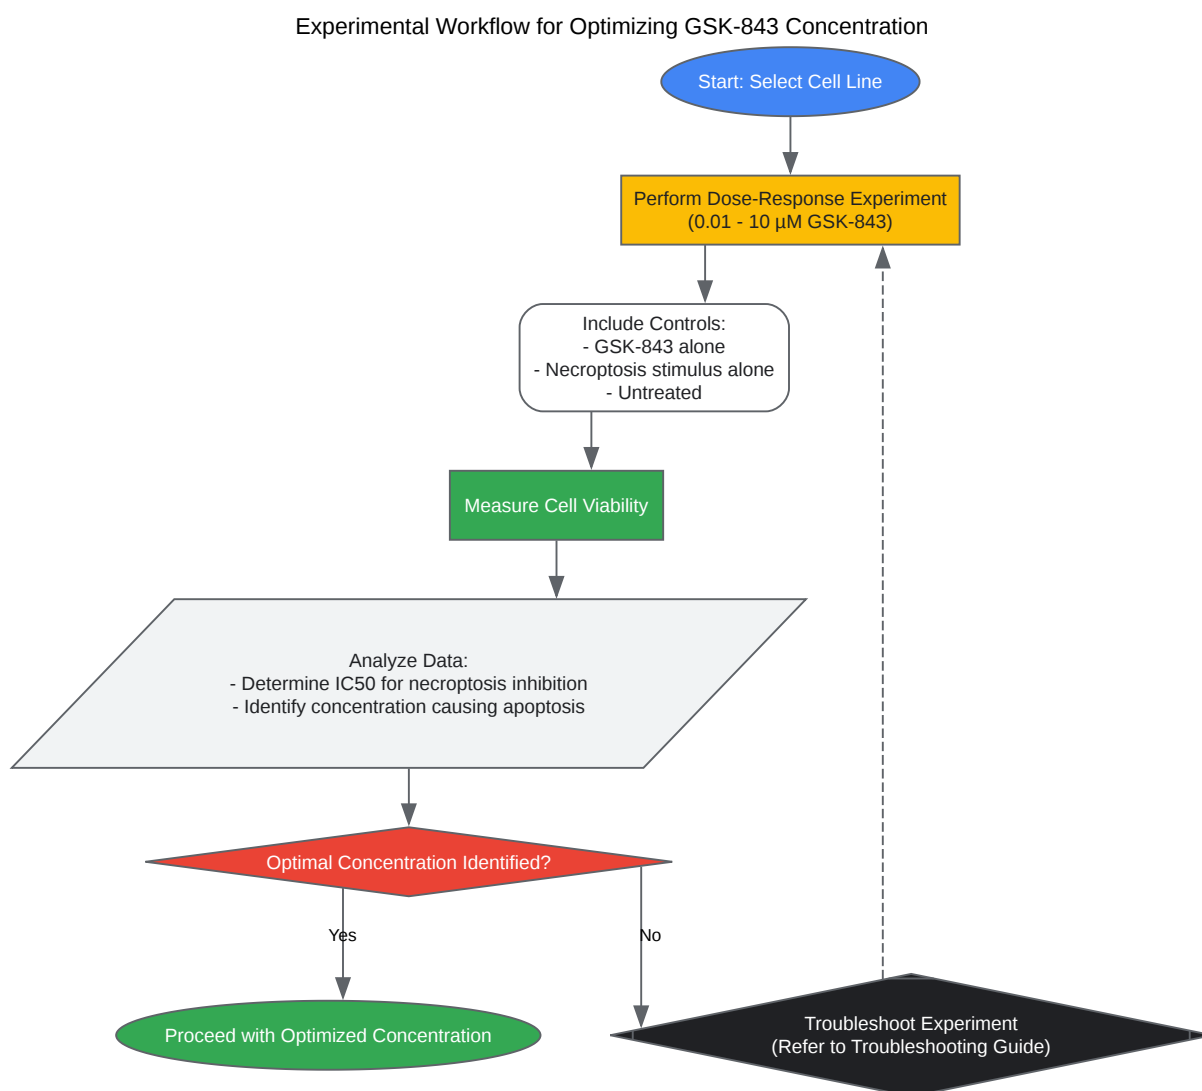 Experimental Workflow for Optimizing GSK-843 Concentration
Start: Select Cell Line
Perform Dose-Response Experiment
(0.01 - 10 µM GSK-843)
Include Controls:
- GSK-843 alone
- Necroptosis stimulus alone
- Untreated
Measure Cell Viability
Analyze Data:
- Determine IC50 for necroptosis inhibition
- Identify concentration causing apoptosis
Optimal Concentration Identified?
Yes
No
Proceed with Optimized Concentration
Troubleshoot Experiment
(Refer to Troubleshooting Guide)